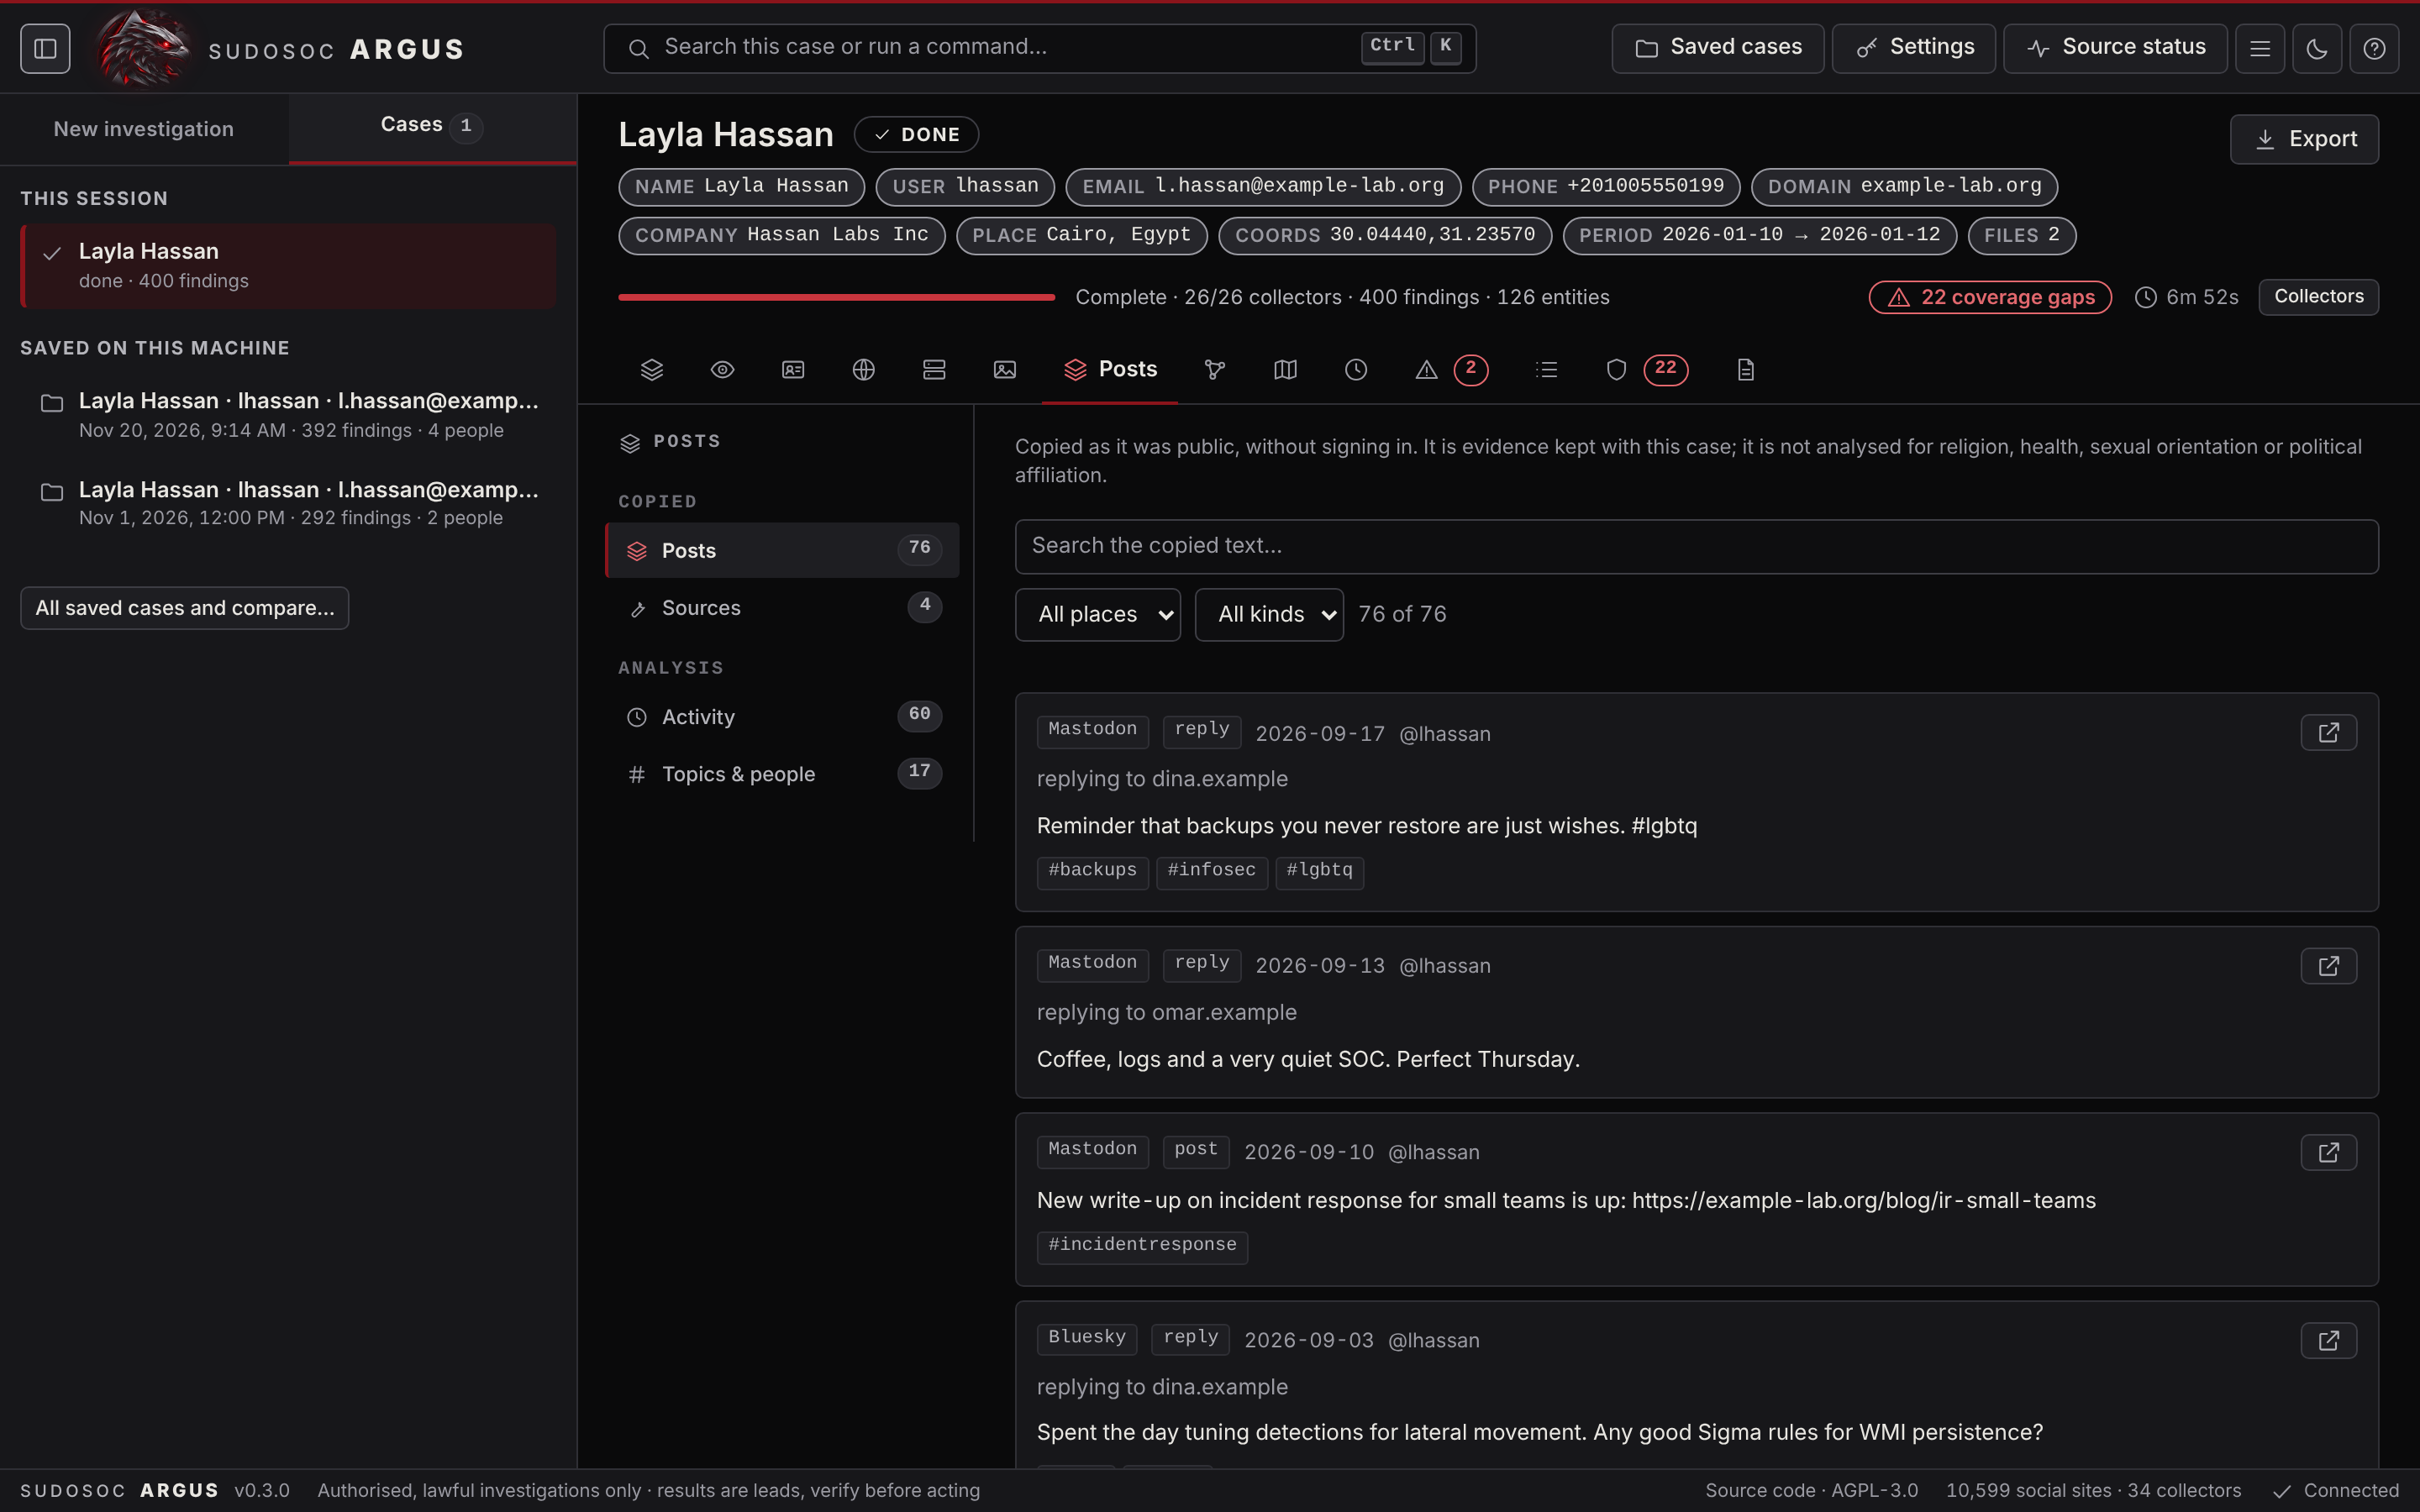 SUDOSOC ARGUS
Search this case or run a command... Ctrl K
Saved cases
Settings
Source status
New investigation
Cases 1
THIS SESSION
Layla Hassan
done · 400 findings
SAVED ON THIS MACHINE
Layla Hassan · lhassan · l.hassan@examp...
Nov 20, 2026, 9:14 AM · 392 findings · 4 people
Layla Hassan · lhassan · l.hassan@examp...
Nov 1, 2026, 12:00 PM · 292 findings · 2 people
All saved cases and compare...
Layla Hassan DONE
Export
NAME Layla Hassan USER lhassan EMAIL l.hassan@example-lab.org PHONE +201005550199 DOMAIN example-lab.org
COMPANY Hassan Labs Inc PLACE Cairo, Egypt COORDS 30.04440,31.23570 PERIOD 2026-01-10 → 2026-01-12 FILES 2
Complete · 26/26 collectors · 400 findings · 126 entities
22 coverage gaps 6m 52s Collectors
Posts 2 22
POSTS
COPIED
Posts 76
Sources 4
ANALYSIS
Activity 60
Topics & people 17
Copied as it was public, without signing in. It is evidence kept with this case; it is not analysed for religion, health, sexual orientation or political
affiliation.
Search the copied text...
All places All kinds 76 of 76
Mastodon reply 2026-09-17 @lhassan
replying to dina.example
Reminder that backups you never restore are just wishes. #lgbtq
#backups #infosec #lgbtq
Mastodon reply 2026-09-13 @lhassan
replying to omar.example
Coffee, logs and a very quiet SOC. Perfect Thursday.
Mastodon post 2026-09-10 @lhassan
New write-up on incident response for small teams is up: https://example-lab.org/blog/ir-small-teams
#incidentresponse
Bluesky reply 2026-09-03 @lhassan
replying to dina.example
Spent the day tuning detections for lateral movement. Any good Sigma rules for WMI persistence?
SUDOSOC ARGUS v0.3.0 Authorised, lawful investigations only · results are leads, verify before acting
Source code · AGPL-3.0 10,599 social sites · 34 collectors Connected